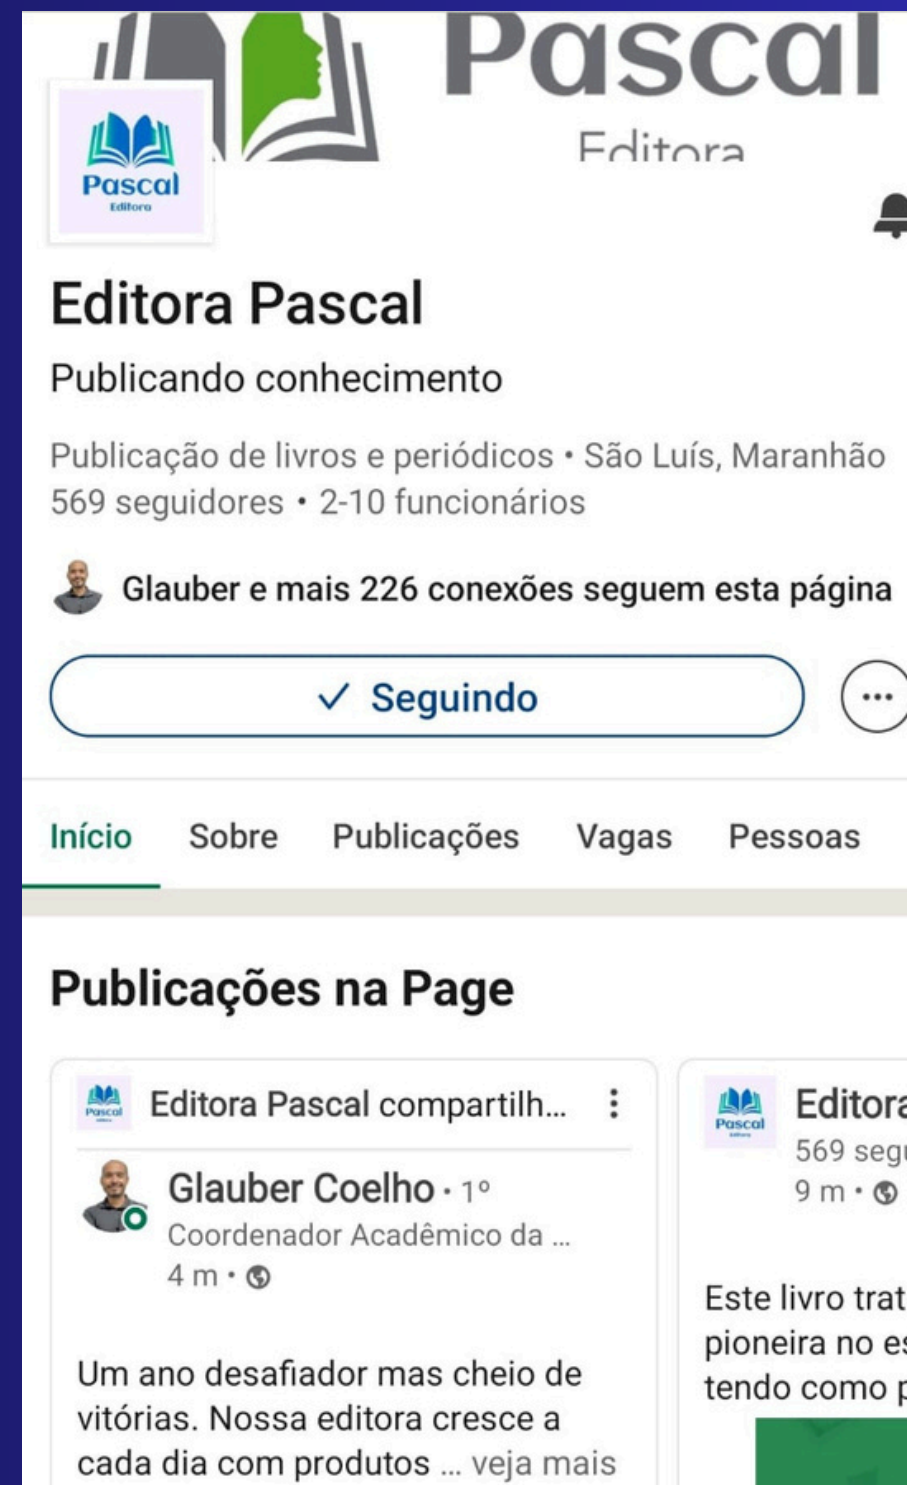 Pascal
Editora
Pascal
Editora
Editora Pascal
Publicando conhecimento
Publicação de livros e periódicos • São Luís, Maranhão
569 seguidores • 2-10 funcionários
Glauber e mais 226 conexões seguem esta página
✓ Seguindo
Início Sobre Publicações Vagas Pessoas
Publicações na Page
Pascal
Editora Pascal compartilh...
Glauber Coelho · 1º
Coordenador Acadêmico da ...
4 m •
Um ano desafiador mas cheio de
vitórias. Nossa editora cresce a
cada dia com produtos ... veja mais
Pascal
Editora
569 segu
9 m •
Este livro trat
pioneira no es
tendo como p